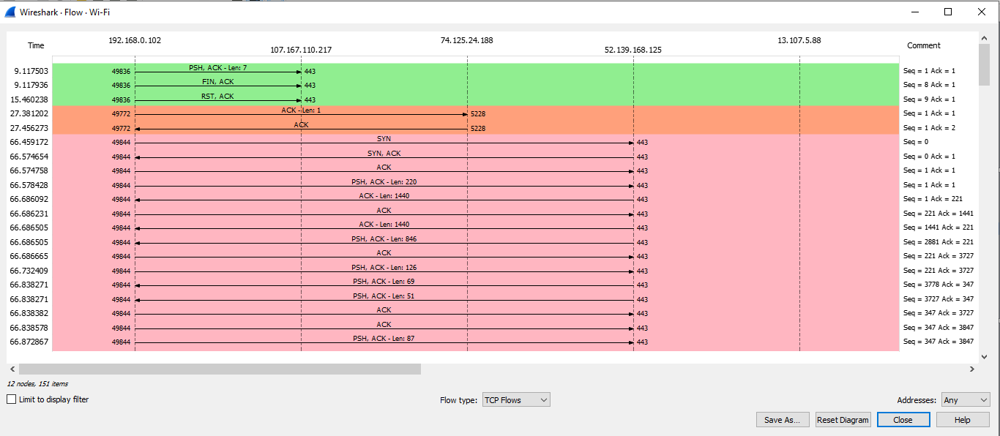 Wireshark · Flow · Wi-Fi
192.168.0.102 74.125.24.188 13.107.5.88
Time 107.167.110.217 52.139.168.125 Comment
9.117503 49836 PSH, ACK - Len: 7 443 Seq = 1 Ack = 1
9.117936 49836 FIN, ACK 443 Seq = 8 Ack = 1
15.460238 49836 RST, ACK 443 Seq = 9 Ack = 1
27.381202 49772 ACK - Len: 1 5228 Seq = 1 Ack = 1
27.456273 49772 ACK 5228 Seq = 1 Ack = 2
66.459172 49844 SYN 443 Seq = 0
66.574654 49844 SYN, ACK 443 Seq = 0 Ack = 1
66.574758 49844 ACK 443 Seq = 1 Ack = 1
66.578428 49844 PSH, ACK - Len: 220 443 Seq = 1 Ack = 1
66.686092 49844 ACK - Len: 1440 443 Seq = 1 Ack = 221
66.686231 49844 ACK 443 Seq = 221 Ack = 1441
66.686505 49844 ACK - Len: 1440 443 Seq = 1441 Ack = 221
66.686505 49844 PSH, ACK - Len: 846 443 Seq = 2881 Ack = 221
66.686665 49844 ACK 443 Seq = 221 Ack = 3727
66.732409 49844 PSH, ACK - Len: 126 443 Seq = 221 Ack = 3727
66.838271 49844 PSH, ACK - Len: 69 443 Seq = 3778 Ack = 347
66.838271 49844 PSH, ACK - Len: 51 443 Seq = 3727 Ack = 347
66.838382 49844 ACK 443 Seq = 347 Ack = 3727
66.838578 49844 ACK 443 Seq = 347 Ack = 3847
66.872867 49844 PSH, ACK - Len: 87 443 Seq = 347 Ack = 3847
12 nodes, 151 items
Limit to display filter Flow type: TCP Flows Addresses: Any
Save As... Reset Diagram Close Help